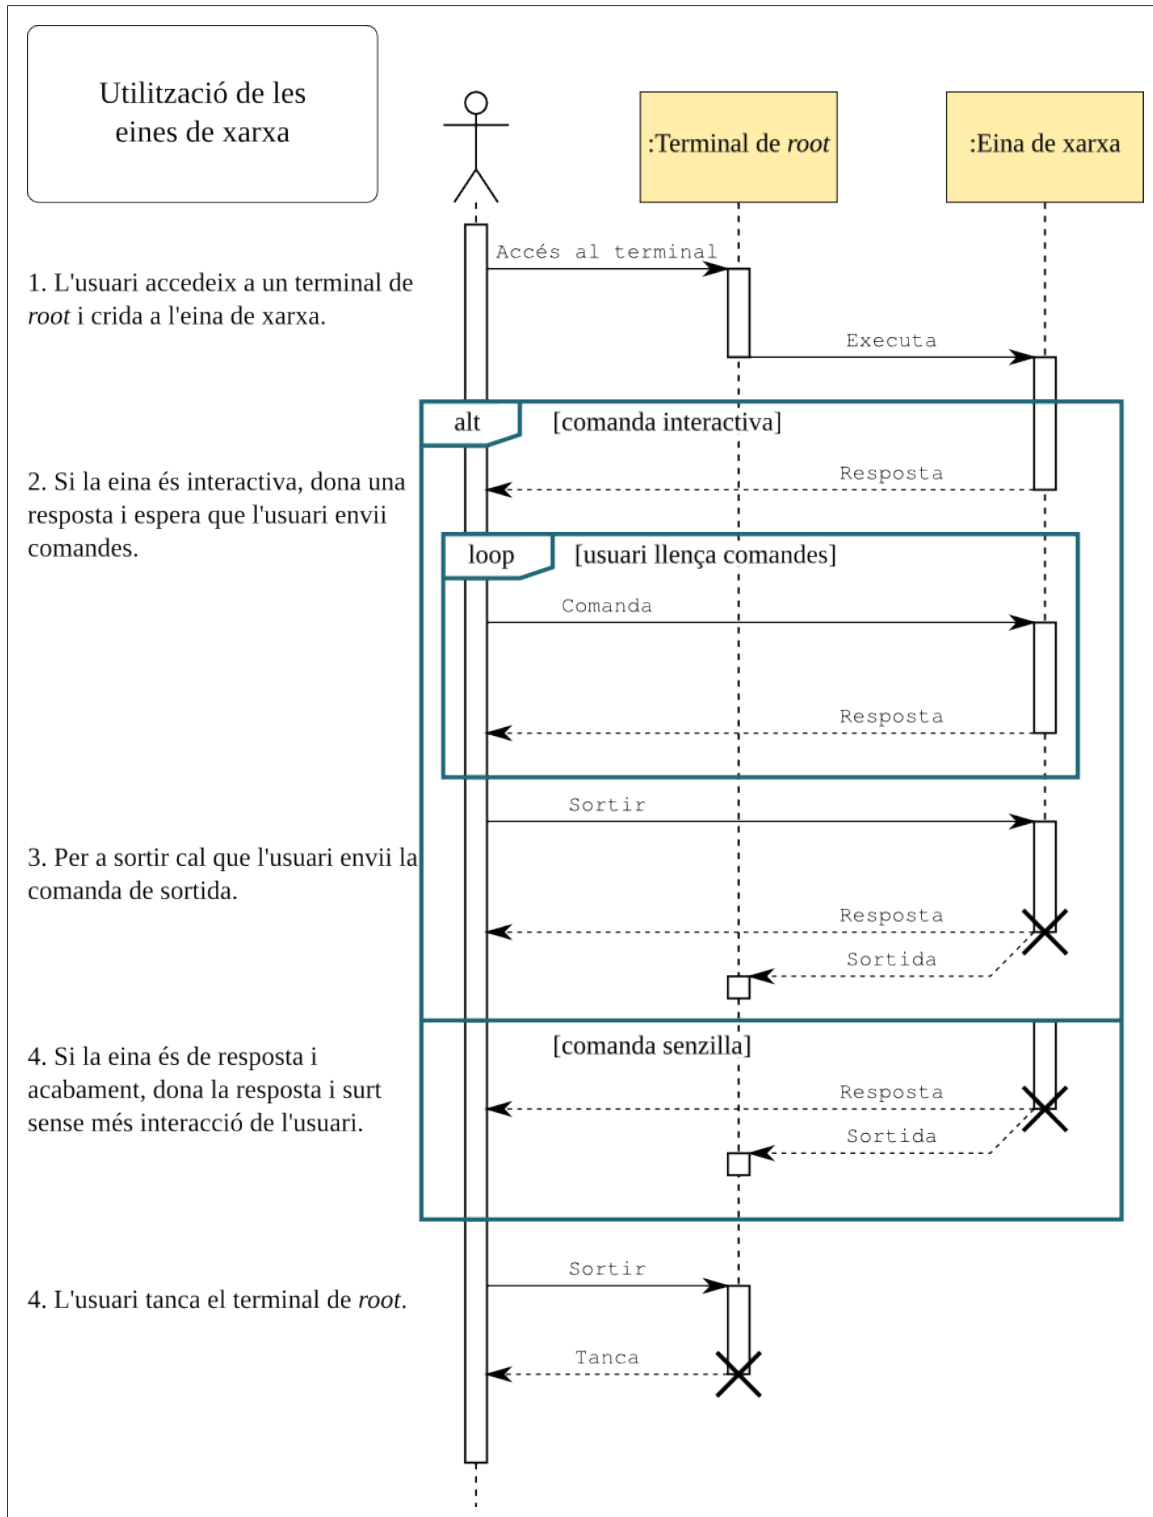 Utilització de les
eines de xarxa
:Terminal de root
:Eina de xarxa
Accés al terminal
1. L'usuari accedeix a un terminal de
root i crida a l'eina de xarxa.
Executa
alt
[comanda interactiva]
Resposta
2. Si la eina és interactiva, dona una
resposta i espera que l'usuari envii
comandes.
loop
[usuari llença comandes]
Comanda
Resposta
Sortir
3. Per a sortir cal que l'usuari envii la
comanda de sortida.
Resposta
Sortida
[comanda senzilla]
4. Si la eina és de resposta i
acabament, dona la resposta i surt
sense més interacció de l'usuari.
Resposta
Sortida
Sortir
4. L'usuari tanca el terminal de root.
Tanca